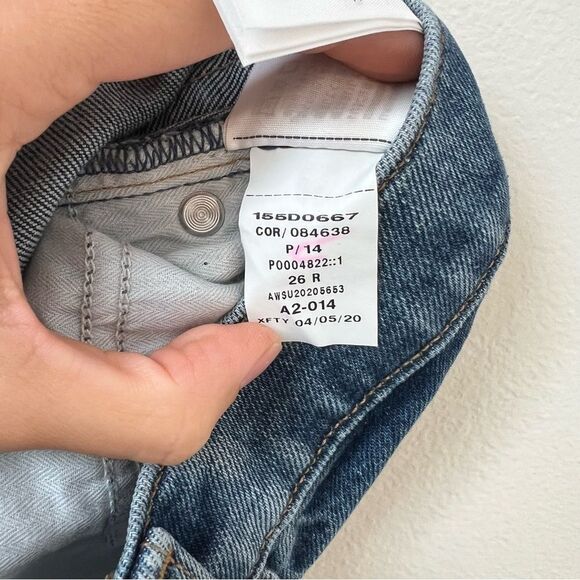 155D0667
COR/ 084638
P/ 14
P0004822::1
26 R
AWSU20205653
A2-014
XFTY 04/05/20